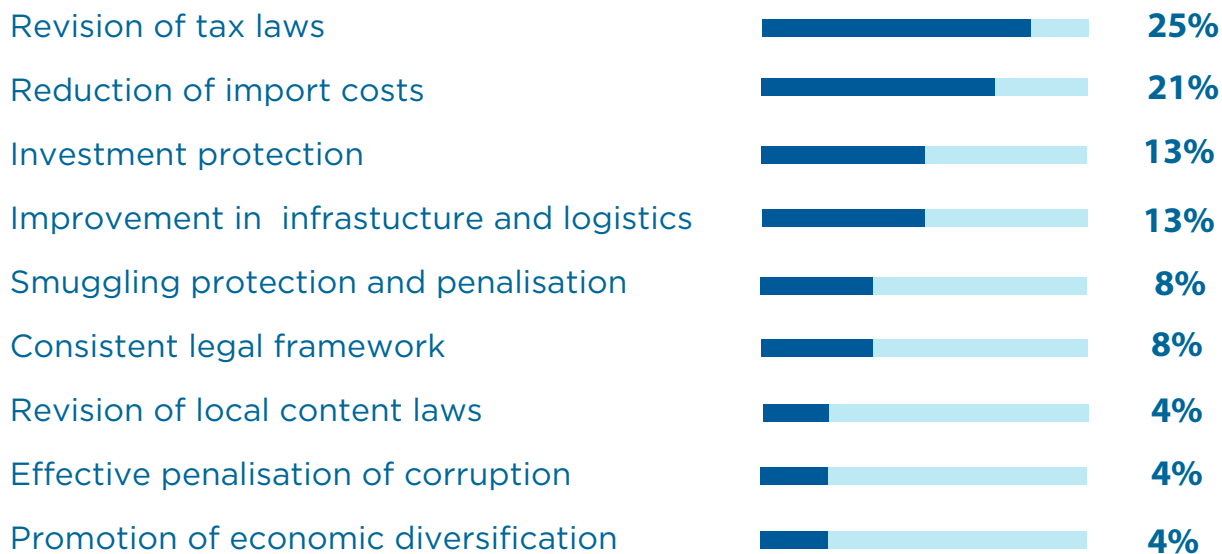 Revision of tax laws 25%
Reduction of import costs 21%
Investment protection 13%
Improvement in  infrastucture and logistics 13%
Smuggling protection and penalisation 8%
Consistent legal framework 8%
Revision of local content laws 4%
Effective penalisation of corruption 4%
Promotion of economic diversification 4%